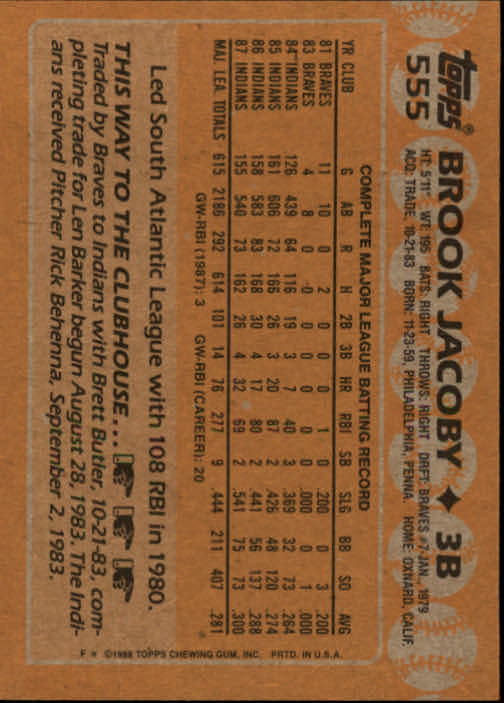 topps®
555
BROOK JACOBY ✦ 3B
HT: 5'11" WT: 195 BATS: RIGHT THROWS: RIGHT DRFT: BRAVES #7-JAN, 1979
ACQ: TRADE, 10-21-83 BORN: 11-23-59, PHILADELPHIA, PENNA. HOME: OXNARD, CALIF.
COMPLETE MAJOR LEAGUE BATTING RECORD
YR CLUB G AB R H 2B 3B HR RBI SB SLG BB SO AVG
81 BRAVES 11 10 0 2 0 0 0 1 0 .200 0 3 .200
83 BRAVES 4 8 0 0 0 0 0 0 0 .000 0 1 .000
84 INDIANS 126 439 64 116 19 3 7 40 3 .369 32 73 .264
85 INDIANS 161 606 72 166 26 3 20 87 2 .426 48 120 .274
86 INDIANS 158 583 83 168 30 4 17 80 2 .441 56 137 .288
87 INDIANS 155 540 73 162 26 4 32 69 2 .541 75 73 .300
MAJ. LEA. TOTALS 615 2186 292 614 101 14 76 277 9 .444 211 407 .281
GW-RBI (1987): 3 GW-RBI (CAREER): 20
Led South Atlantic League with 108 RBI in 1980.
THIS WAY TO THE CLUBHOUSE...
Traded by Braves to Indians with Brett Butler, 10-21-83, com-
pleting trade for Len Barker begun August 28, 1983. The Indi-
ans received Pitcher Rick Behenna, September 2, 1983.
F * ©1988 TOPPS CHEWING GUM, INC. PRTD. IN U.S.A.